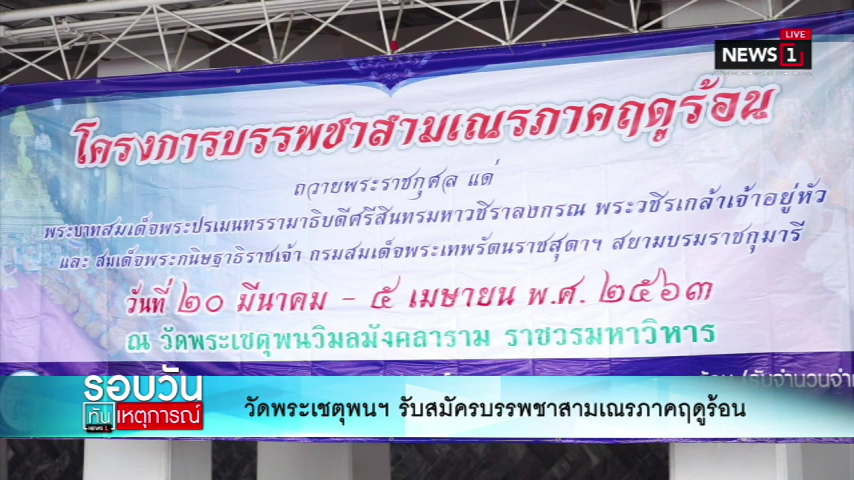 LIVE
NEWS 1
โครงการบรรพชาสามเณรภาคฤดูร้อน
ถวายพระราชกุศล แด่
พระบาทสมเด็จพระปรเมนทรรามาธิบดีศรีสินทรมหาวชิราลงกรณ พระวชิรเกล้าเจ้าอยู่หัว
และ สมเด็จพระกนิษฐาธิราชเจ้า กรมสมเด็จพระเทพรัตนราชสุดาฯ สยามบรมราชกุมารี
วันที่ ๒๐ มีนาคม - ๕ เมษายน พ.ศ. ๒๕๖๓
ณ วัดพระเชตุพนวิมลมังคลาราม ราชวรมหาวิหาร
(รับจำนวนจำ
รอบวัน
ทันเหตุการณ์
NEWS 1
วัดพระเชตุพนฯ รับสมัครบรรพชาสามเณรภาคฤดูร้อน